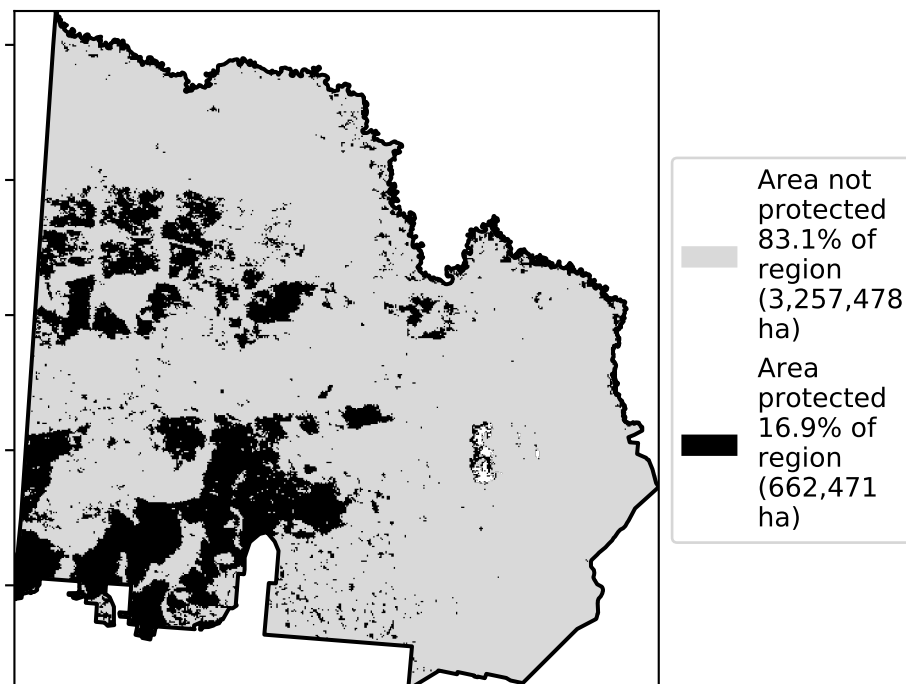 Area not
protected
83.1% of
region
(3,257,478
ha)
Area
protected
16.9% of
region
(662,471
ha)